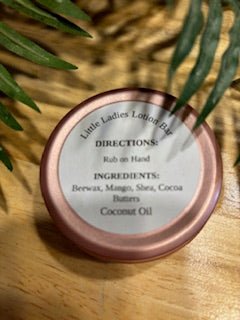 Little Ladies Lotion Bar
DIRECTIONS:
Rub on Hand
INGREDIENTS:
Beewax, Mango, Shea, Cocoa
Butters
Coconut Oil